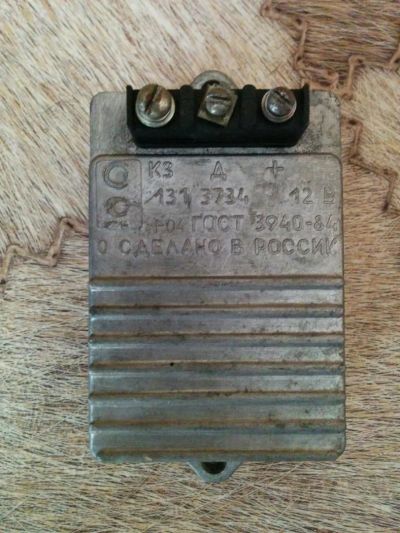 КЗ Д +
131 3734 12 В
ГОСТ 3940-84
СДЕЛАНО В РОССИИ